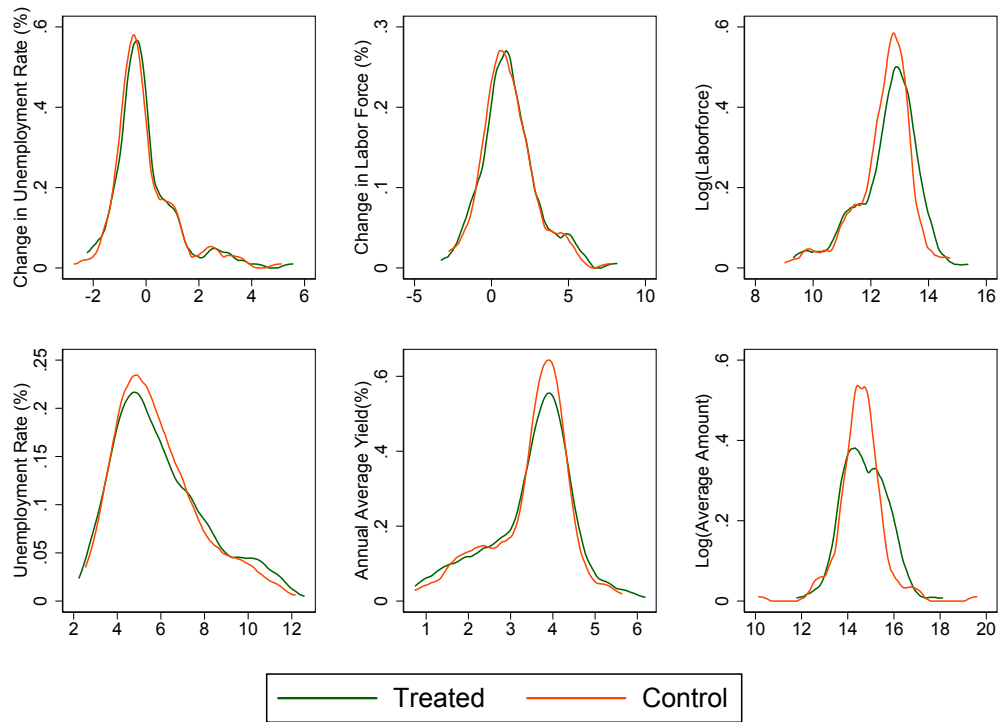 Change in Unemployment Rate (%)
0 .2 .4 .6
-2 0 2 4 6
Change in Labor Force (%)
0 .1 .2 .3
-5 0 5 10
Log(Laborforce)
0 .2 .4 .6
8 10 12 14 16
Unemployment Rate (%)
0 .05 .1 .15 .2 .25
2 4 6 8 10 12
Annual Average Yield(%)
0 .2 .4 .6
1 2 3 4 5 6
Log(Average Amount)
0 .2 .4 .6
10 12 14 16 18 20
Treated Control